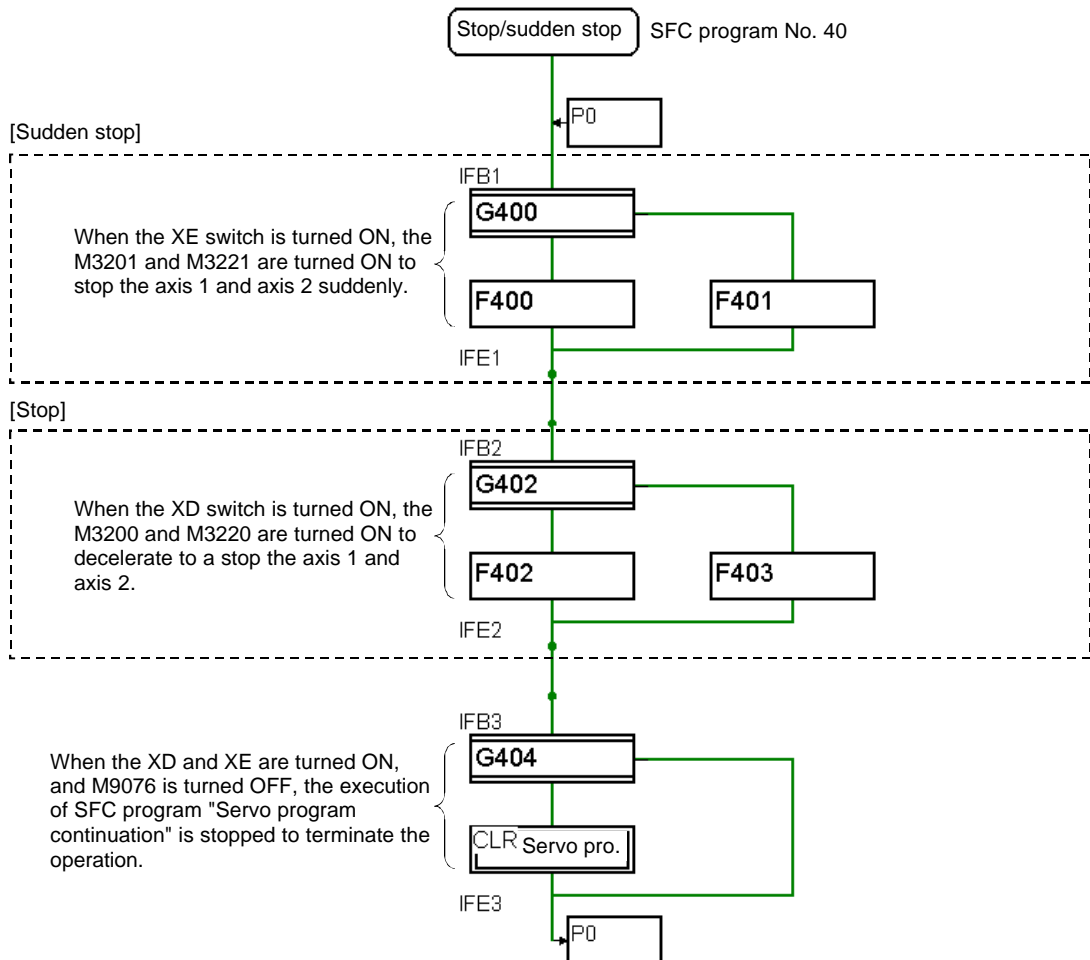 Stop/sudden stop
SFC program No. 40
P0
[Sudden stop]
IFB1
G400
When the XE switch is turned ON, the
M3201 and M3221 are turned ON to
stop the axis 1 and axis 2 suddenly.
F400
F401
IFE1
[Stop]
IFB2
G402
When the XD switch is turned ON, the
M3200 and M3220 are turned ON to
decelerate to a stop the axis 1 and
axis 2.
F402
F403
IFE2
IFB3
G404
When the XD and XE are turned ON,
and M9076 is turned OFF, the execution
of SFC program "Servo program
continuation" is stopped to terminate the
operation.
CLR Servo pro.
IFE3
P0